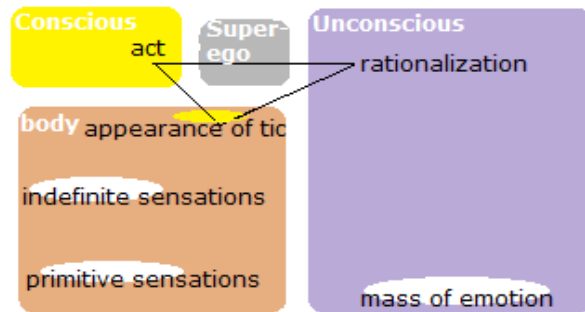 Conscious
act
Super-
ego
Unconscious
rationalization
body
appearance of tic
indefinite sensations
primitive sensations
mass of emotion